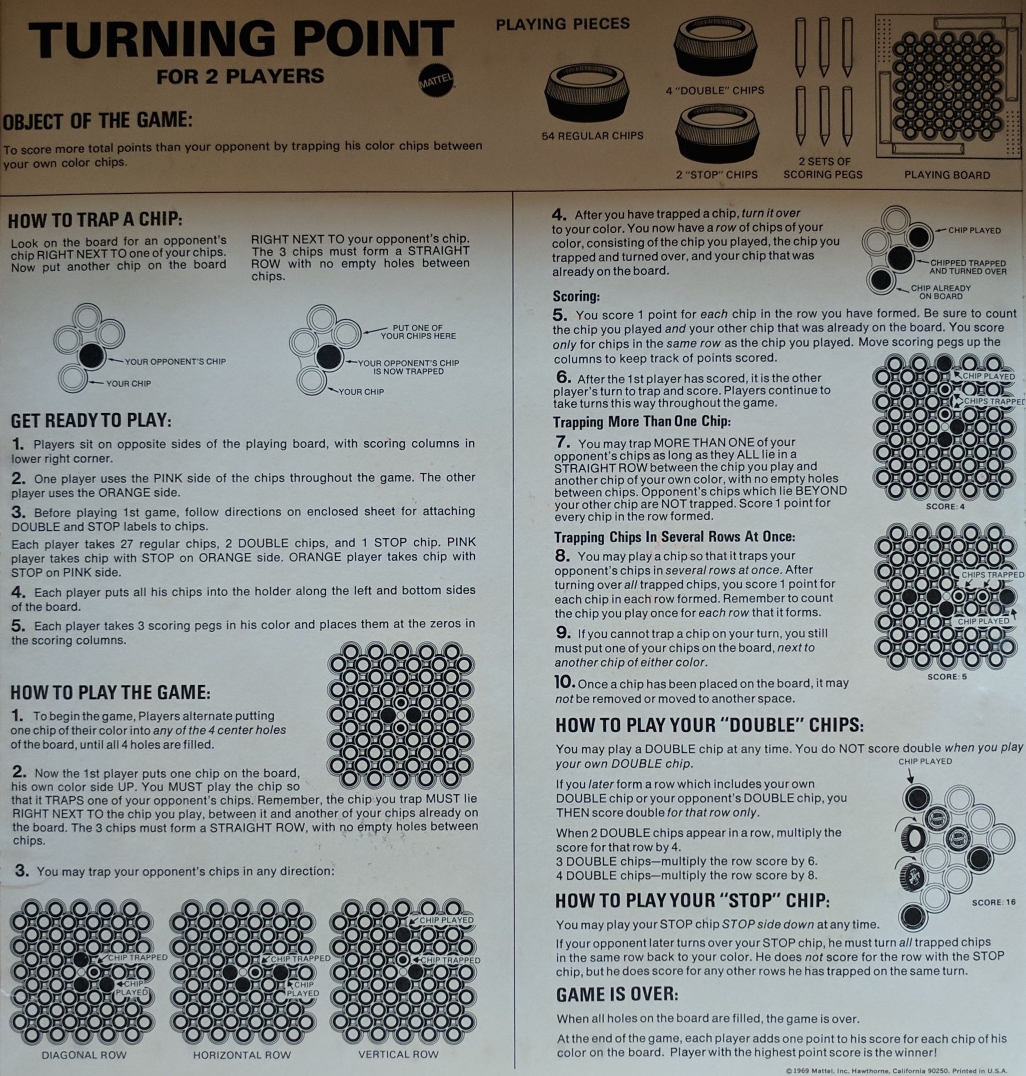 TURNING POINT
FOR 2 PLAYERS
MATTEL
OBJECT OF THE GAME:
To score more total points than your opponent by trapping his color chips between
your own color chips.
PLAYING PIECES
54 REGULAR CHIPS
4 "DOUBLE" CHIPS
2 "STOP" CHIPS
2 SETS OF
SCORING PEGS
PLAYING BOARD
HOW TO TRAP A CHIP:
Look on the board for an opponent's
chip RIGHT NEXT TO one of your chips.
Now put another chip on the board
RIGHT NEXT TO your opponent's chip.
The 3 chips must form a STRAIGHT
ROW with no empty holes between
chips.
YOUR OPPONENT'S CHIP
YOUR CHIP
PUT ONE OF
YOUR CHIPS HERE
YOUR OPPONENT'S CHIP
IS NOW TRAPPED
YOUR CHIP
GET READY TO PLAY:
1. Players sit on opposite sides of the playing board, with scoring columns in
lower right corner.
2. One player uses the PINK side of the chips throughout the game. The other
player uses the ORANGE side.
3. Before playing 1st game, follow directions on enclosed sheet for attaching
DOUBLE and STOP labels to chips.
Each player takes 27 regular chips, 2 DOUBLE chips, and 1 STOP chip. PINK
player takes chip with STOP on ORANGE side. ORANGE player takes chip with
STOP on PINK side.
4. Each player puts all his chips into the holder along the left and bottom sides
of the board.
5. Each player takes 3 scoring pegs in his color and places them at the zeros in
the scoring columns.
HOW TO PLAY THE GAME:
1. To begin the game, Players alternate putting
one chip of their color into any of the 4 center holes
of the board, until all 4 holes are filled.
2. Now the 1st player puts one chip on the board,
his own color side UP. You MUST play the chip so
that it TRAPS one of your opponent's chips. Remember, the chip you trap MUST lie
RIGHT NEXT TO the chip you play, between it and another of your chips already on
the board. The 3 chips must form a STRAIGHT ROW, with no empty holes between
chips.
3. You may trap your opponent's chips in any direction:
CHIP TRAPPED
CHIP
PLAYED
DIAGONAL ROW
CHIP TRAPPED
CHIP
PLAYED
HORIZONTAL ROW
CHIP PLAYED
CHIP TRAPPED
VERTICAL ROW
4. After you have trapped a chip, turn it over
to your color. You now have a row of chips of your
color, consisting of the chip you played, the chip you
trapped and turned over, and your chip that was
already on the board.
CHIP PLAYED
CHIPPED TRAPPED
AND TURNED OVER
CHIP ALREADY
ON BOARD
Scoring:
5. You score 1 point for each chip in the row you have formed. Be sure to count
the chip you played and your other chip that was already on the board. You score
only for chips in the same row as the chip you played. Move scoring pegs up the
columns to keep track of points scored.
6. After the 1st player has scored, it is the other
player's turn to trap and score. Players continue to
take turns this way throughout the game.
CHIP PLAYED
CHIPS TRAPPED
SCORE: 4
Trapping More Than One Chip:
7. You may trap MORE THAN ONE of your
opponent's chips as long as they ALL lie in a
STRAIGHT ROW between the chip you play and
another chip of your own color, with no empty holes
between chips. Opponent's chips which lie BEYOND
your other chip are NOT trapped. Score 1 point for
every chip in the row formed.
Trapping Chips In Several Rows At Once:
8. You may play a chip so that it traps your
opponent's chips in several rows at once. After
turning over all trapped chips, you score 1 point for
each chip in each row formed. Remember to count
the chip you play once for each row that it forms.
CHIPS TRAPPED
CHIP PLAYED
SCORE: 5
9. If you cannot trap a chip on your turn, you still
must put one of your chips on the board, next to
another chip of either color.
10. Once a chip has been placed on the board, it may
not be removed or moved to another space.
HOW TO PLAY YOUR "DOUBLE" CHIPS:
You may play a DOUBLE chip at any time. You do NOT score double when you play
your own DOUBLE chip.
If you later form a row which includes your own
DOUBLE chip or your opponent's DOUBLE chip, you
THEN score double for that row only.
When 2 DOUBLE chips appear in a row, multiply the
score for that row by 4.
3 DOUBLE chips—multiply the row score by 6.
4 DOUBLE chips—multiply the row score by 8.
CHIP PLAYED
SCORE: 16
HOW TO PLAY YOUR "STOP" CHIP:
You may play your STOP chip STOP side down at any time.
If your opponent later turns over your STOP chip, he must turn all trapped chips
in the same row back to your color. He does not score for the row with the STOP
chip, but he does score for any other rows he has trapped on the same turn.
GAME IS OVER:
When all holes on the board are filled, the game is over.
At the end of the game, each player adds one point to his score for each chip of his
color on the board. Player with the highest point score is the winner!
©1969 Mattel, Inc. Hawthorne, California 90250. Printed in U.S.A.